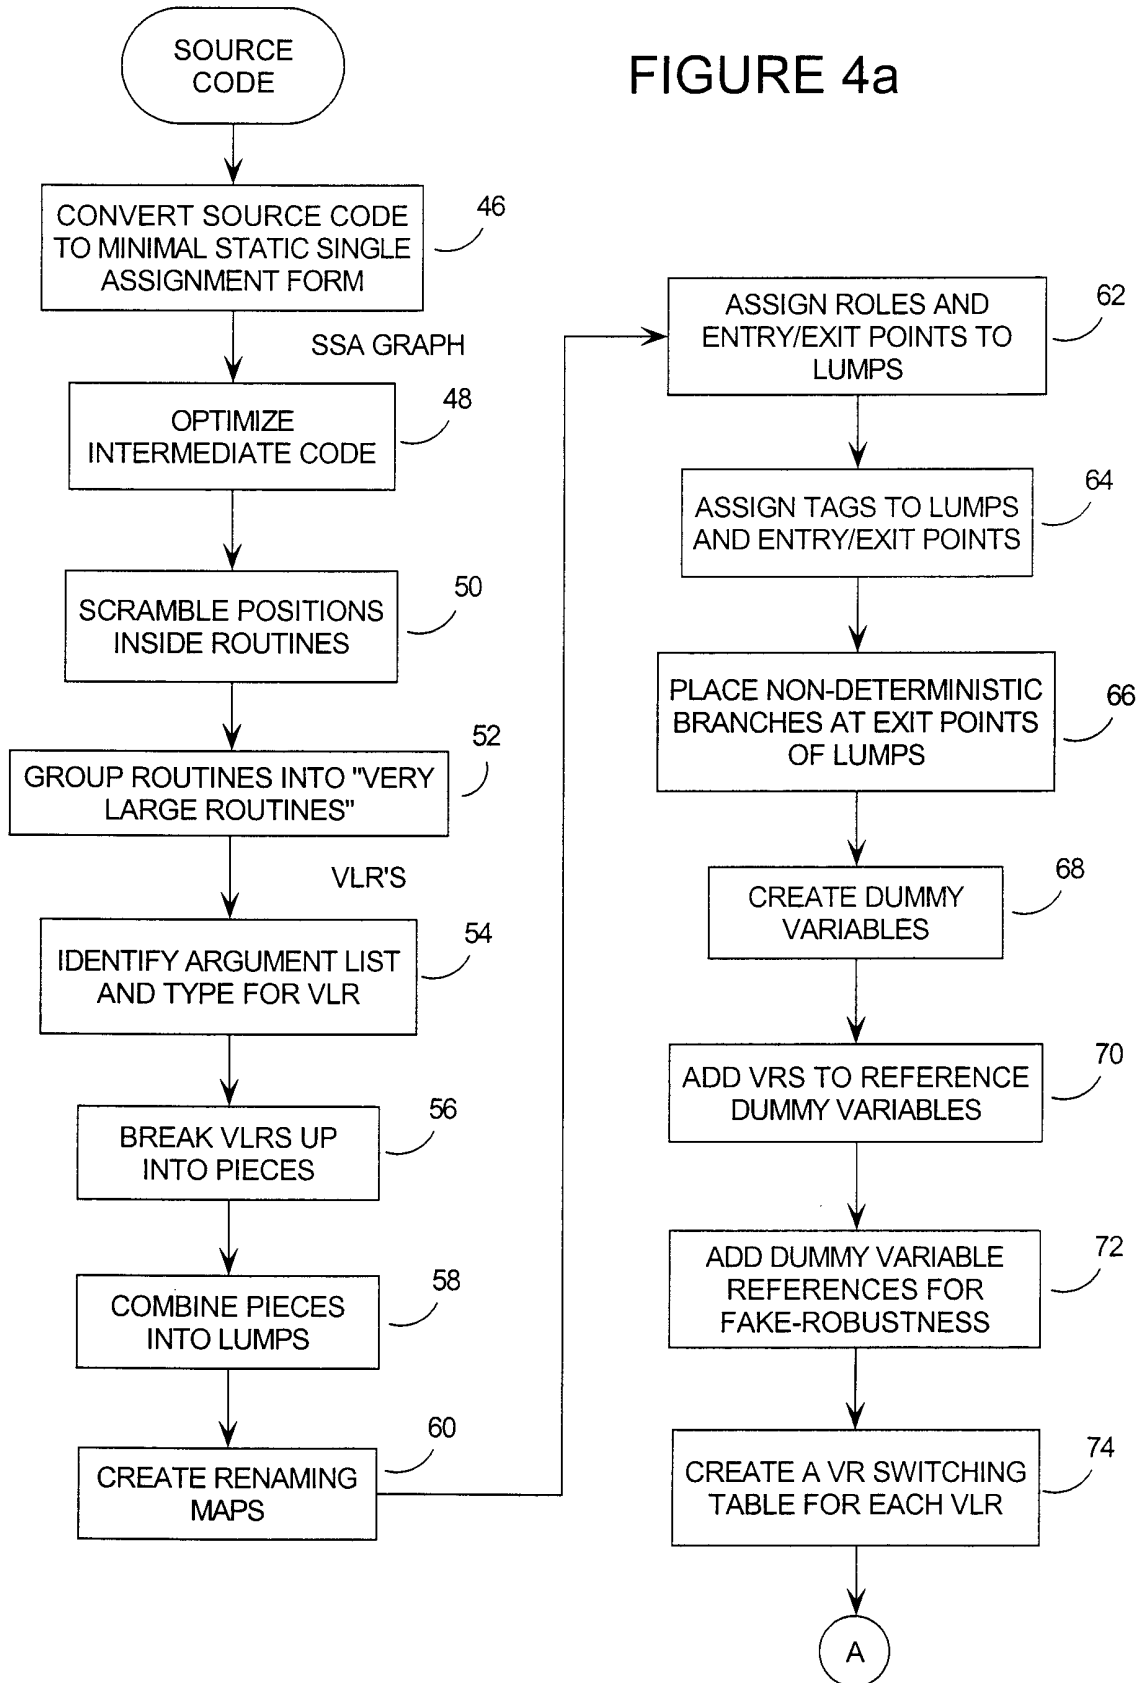 FIGURE 4a
SOURCE
CODE
CONVERT SOURCE CODE
TO MINIMAL STATIC SINGLE
ASSIGNMENT FORM
46
SSA GRAPH
OPTIMIZE
INTERMEDIATE CODE
48
SCRAMBLE POSITIONS
INSIDE ROUTINES
50
GROUP ROUTINES INTO "VERY
LARGE ROUTINES"
52
VLR'S
IDENTIFY ARGUMENT LIST
AND TYPE FOR VLR
54
BREAK VLRS UP
INTO PIECES
56
COMBINE PIECES
INTO LUMPS
58
CREATE RENAMING
MAPS
60
ASSIGN ROLES AND
ENTRY/EXIT POINTS TO
LUMPS
62
ASSIGN TAGS TO LUMPS
AND ENTRY/EXIT POINTS
64
PLACE NON-DETERMINISTIC
BRANCHES AT EXIT POINTS
OF LUMPS
66
CREATE DUMMY
VARIABLES
68
ADD VRS TO REFERENCE
DUMMY VARIABLES
70
ADD DUMMY VARIABLE
REFERENCES FOR
FAKE-ROBUSTNESS
72
CREATE A VR SWITCHING
TABLE FOR EACH VLR
74
A